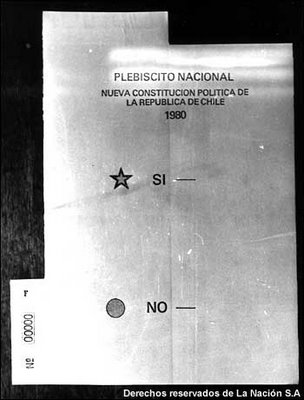 PLEBISCITO NACIONAL
NUEVA CONSTITUCION POLITICA DE
LA REPUBLICA DE CHILE
1980
SI —
NO —
F
Nº 00000
Derechos reservados de La Nación S.A